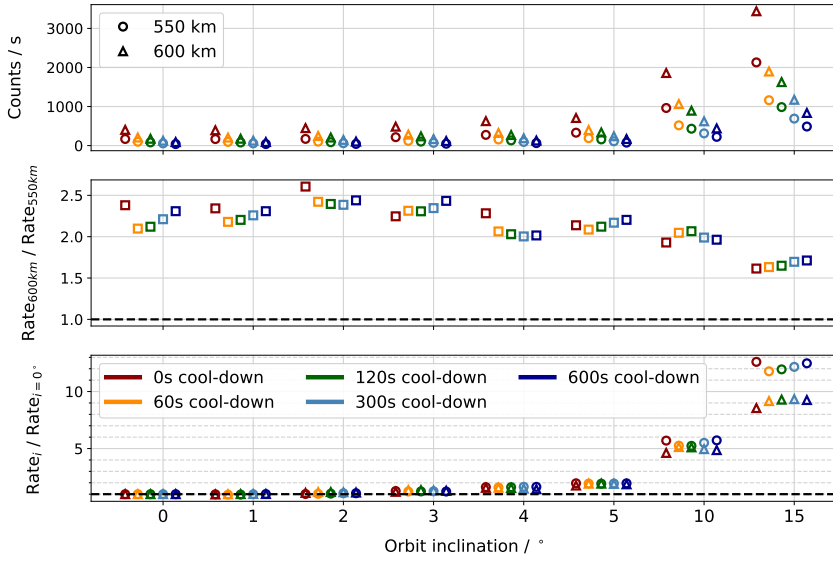 550 km
600 km
Counts / s
3000
2000
1000
0
Rate600km / Rate550km
2.5
2.0
1.5
1.0
Ratei / Ratei = 0°
10
5
0s cool-down 120s cool-down 600s cool-down
60s cool-down 300s cool-down
0 1 2 3 4 5 10 15
Orbit inclination / °